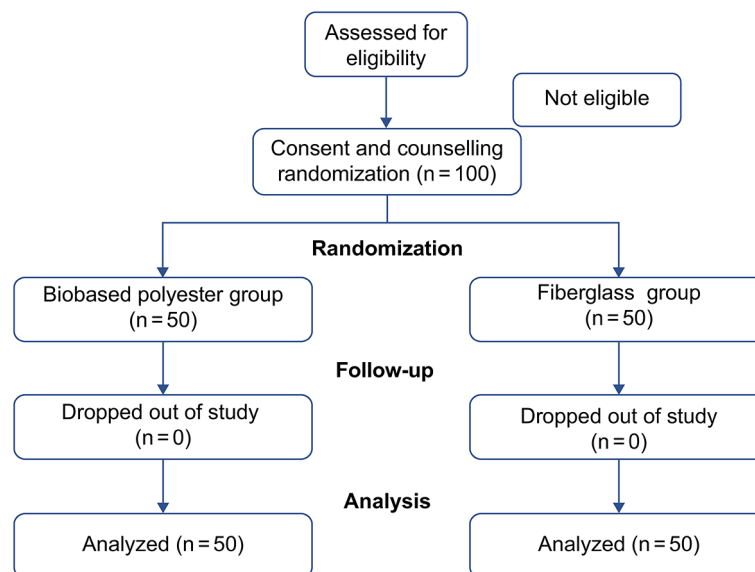 Assessed for
eligibility
Not eligible
Consent and counselling
randomization (n = 100)
Randomization
Biobased polyester group
(n = 50)
Fiberglass group
(n = 50)
Follow-up
Dropped out of study
(n = 0)
Dropped out of study
(n = 0)
Analysis
Analyzed (n = 50)
Analyzed (n = 50)